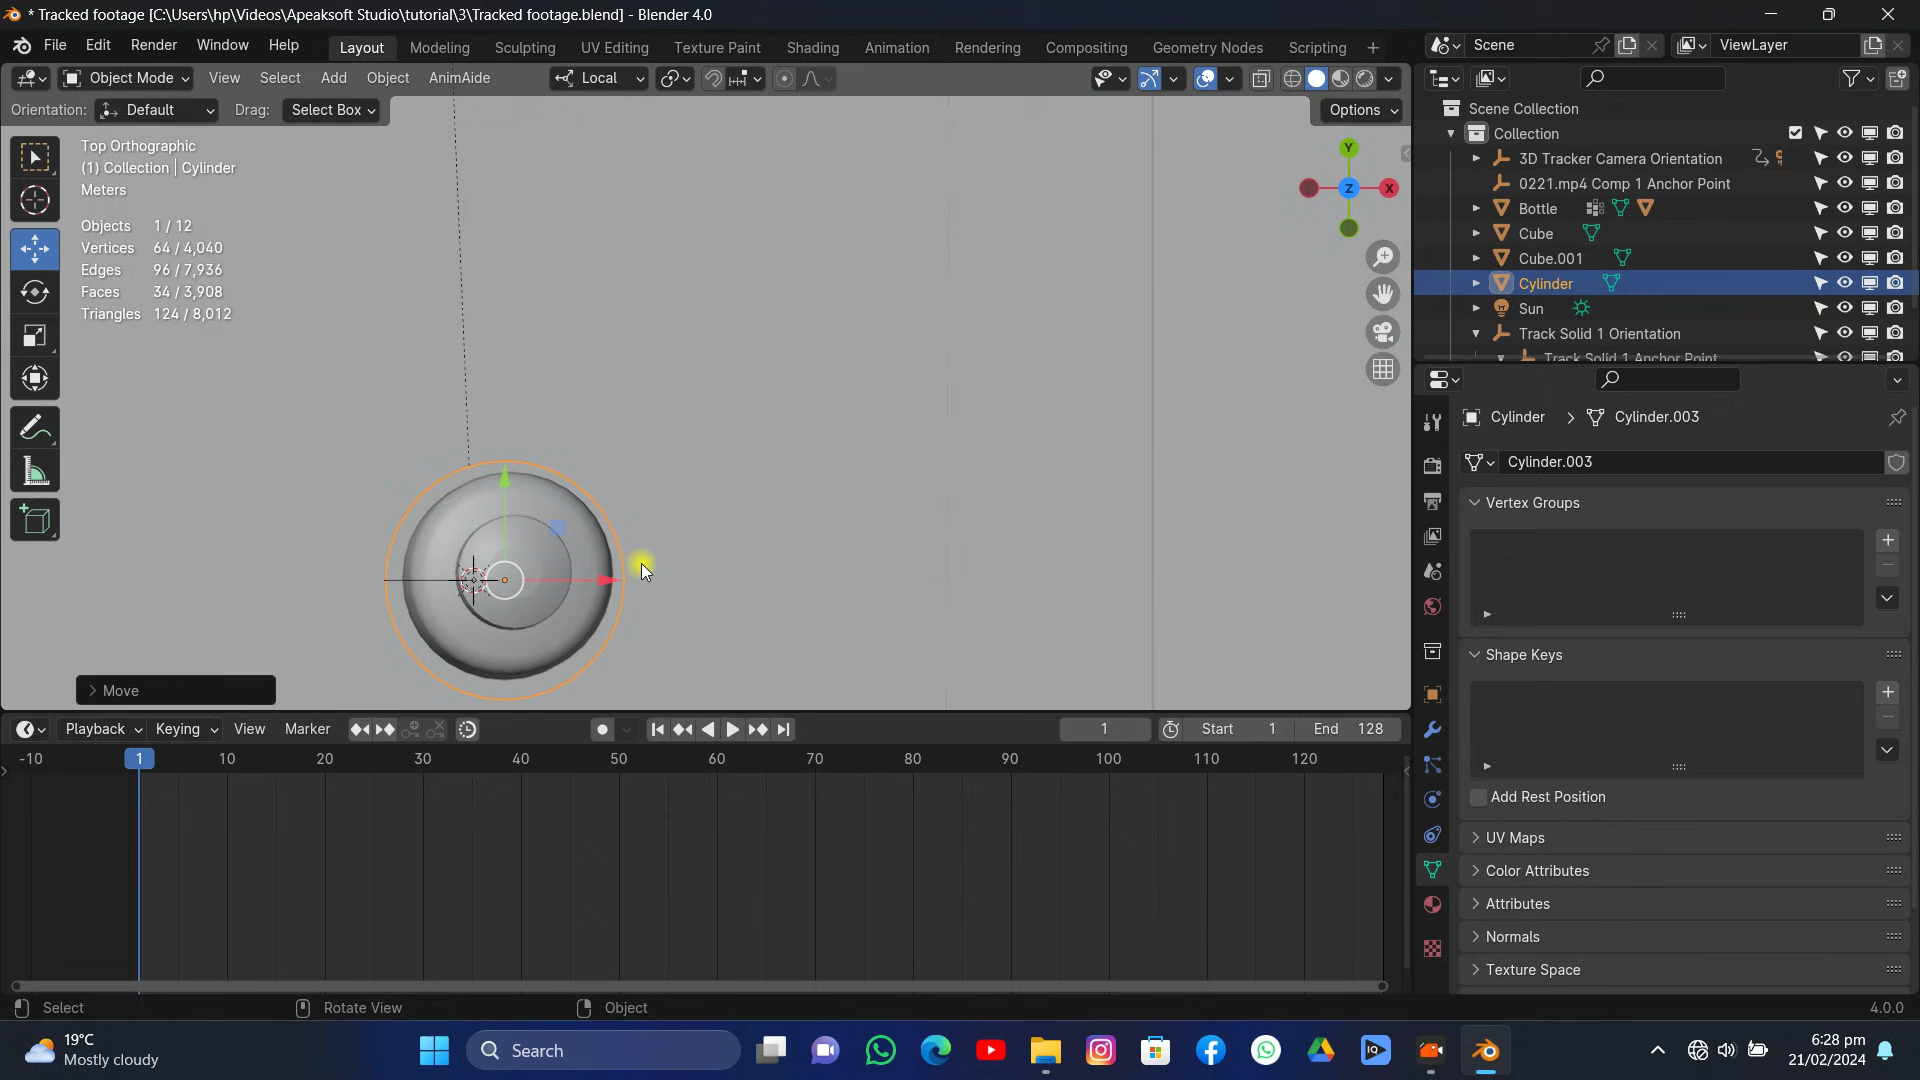 * Tracked footage [C:\Users\hp\Videos\Apeaksoft Studio\tutorial\3\Tracked footage.blend] - Blender 4.0
File Edit Render Window Help Layout Modeling Sculpting UV Editing Texture Paint Shading Animation Rendering Compositing Geometry Nodes Scripting + Scene ViewLayer
Object Mode View Select Add Object AnimAide Local
Orientation: Default Drag: Select Box Options
Top Orthographic
(1) Collection | Cylinder
Meters
Objects 1 / 12
Vertices 64 / 4,040
Edges 96 / 7,936
Faces 34 / 3,908
Triangles 124 / 8,012
Y
Z
X
Move
Scene Collection
Collection
3D Tracker Camera Orientation
0221.mp4 Comp 1 Anchor Point
Bottle
Cube
Cube.001
Cylinder
Sun
Track Solid 1 Orientation
Track Solid 1 Anchor Point
Cylinder > Cylinder.003
Cylinder.003
Vertex Groups
Shape Keys
Add Rest Position
UV Maps
Color Attributes
Attributes
Normals
Texture Space
Playback Keying View Marker 1 Start 1 End 128
-10 1 10 20 30 40 50 60 70 80 90 100 110 120
Select Rotate View Object 4.0.0
19°C
Mostly cloudy
Search
IQ
6:28 pm
21/02/2024